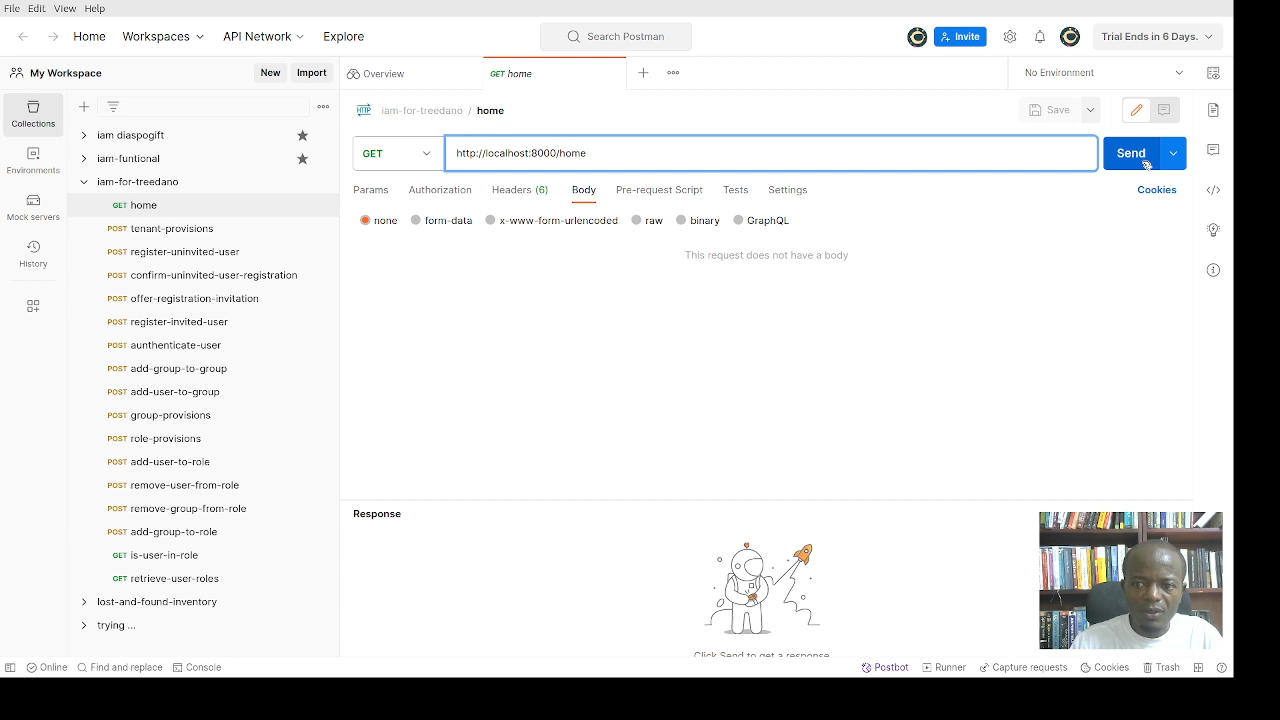 File Edit View Help
Home Workspaces API Network Explore Search Postman Invite Trial Ends in 6 Days.
My Workspace New Import Overview GET home No Environment
iam-for-treedano / home Save
Collections
Environments
Mock servers
History
iam diaspogift
iam-funtional
iam-for-treedano
GET home
POST tenant-provisions
POST register-uninvited-user
POST confirm-uninvited-user-registration
POST offer-registration-invitation
POST register-invited-user
POST aunthenticate-user
POST add-group-to-group
POST add-user-to-group
POST group-provisions
POST role-provisions
POST add-user-to-role
POST remove-user-from-role
POST remove-group-from-role
POST add-group-to-role
GET is-user-in-role
GET retrieve-user-roles
lost-and-found-inventory
trying ...
GET http://localhost:8000/home Send
Params Authorization Headers (6) Body Pre-request Script Tests Settings Cookies
none form-data x-www-form-urlencoded raw binary GraphQL
This request does not have a body
Response
Click Send to get a response
Online Find and replace Console Postbot Runner Capture requests Cookies Trash